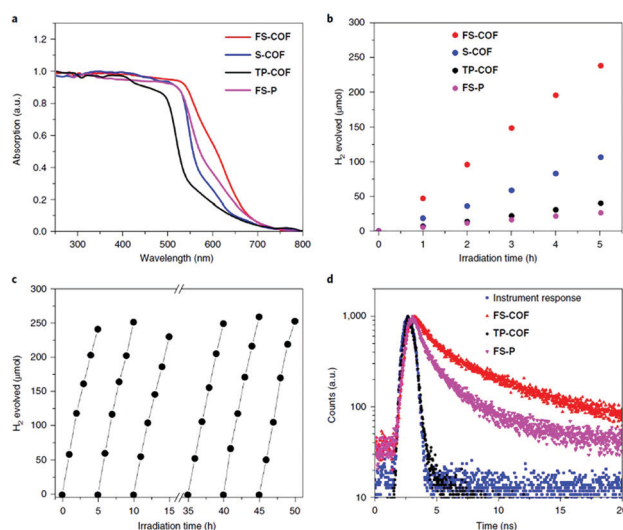 a
FS-COF
S-COF
TP-COF
FS-P
1.0
0.8
0.6
0.4
0.2
0.0
Absorption (a.u.)
300 400 500 600 700 800
Wavelength (nm)
b
FS-COF
S-COF
TP-COF
FS-P
300
250
200
150
100
50
0
H2 evolved (μmol)
0 1 2 3 4 5
Irradiation time (h)
c
300
250
200
150
100
50
0
H2 evolved (μmol)
0 5 10 15 35 40 45 50
Irradiation time (h)
d
Instrument response
FS-COF
TP-COF
FS-P
1,000
100
10
Counts (a.u.)
0 5 10 15 20
Time (ns)